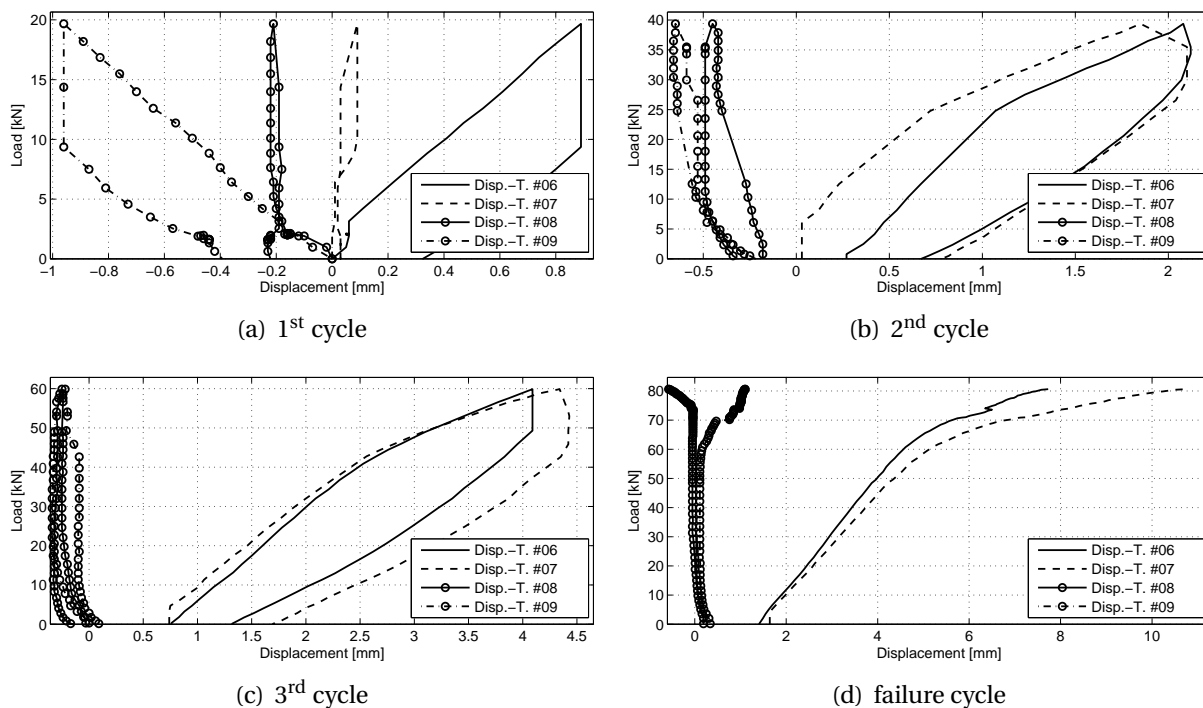 20
15
10
5
0
Load [kN]
−1 −0.8 −0.6 −0.4 −0.2 0 0.2 0.4 0.6 0.8
Displacement [mm]
Disp.−T. #06
Disp.−T. #07
Disp.−T. #08
Disp.−T. #09
(a) 1st cycle
40
35
30
25
20
15
10
5
0
Load [kN]
−0.5 0 0.5 1 1.5 2
Displacement [mm]
Disp.−T. #06
Disp.−T. #07
Disp.−T. #08
Disp.−T. #09
(b) 2nd cycle
60
50
40
30
20
10
0
Load [kN]
0 0.5 1 1.5 2 2.5 3 3.5 4 4.5
Displacement [mm]
Disp.−T. #06
Disp.−T. #07
Disp.−T. #08
Disp.−T. #09
(c) 3rd cycle
80
70
60
50
40
30
20
10
0
Load [kN]
0 2 4 6 8 10
Displacement [mm]
Disp.−T. #06
Disp.−T. #07
Disp.−T. #08
Disp.−T. #09
(d) failure cycle